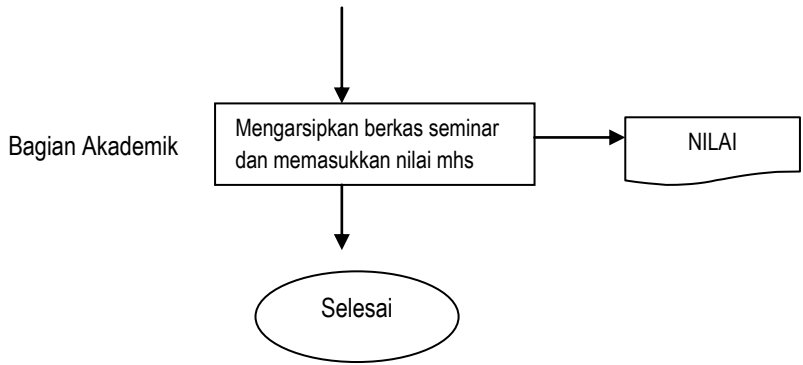 Bagian Akademik
Mengarsipkan berkas seminar
dan memasukkan nilai mhs
NILAI
Selesai